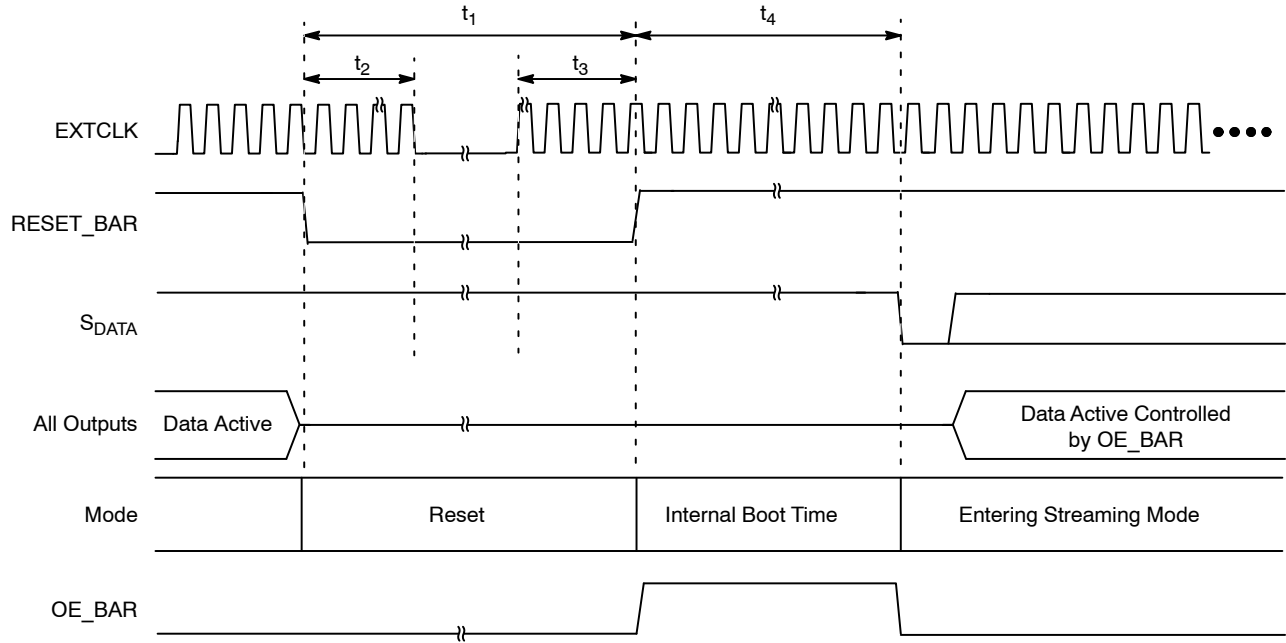 t1
t4
t2
t3
EXTCLK
RESET_BAR
SDATA
All Outputs
Data Active
Data Active Controlled
by OE_BAR
Mode
Reset
Internal Boot Time
Entering Streaming Mode
OE_BAR